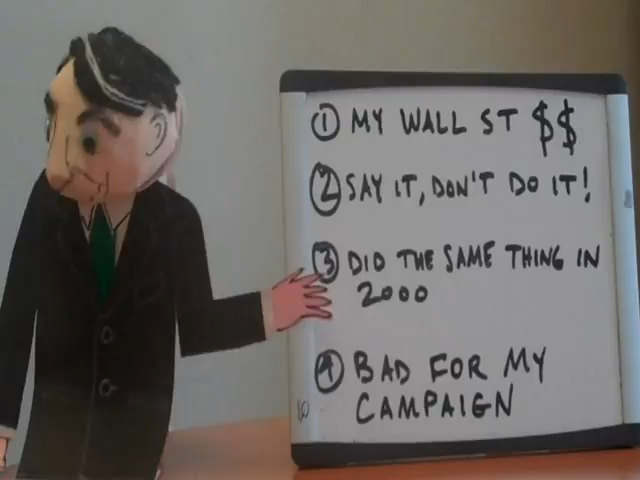 ① MY WALL ST $$
② SAY IT, DON'T DO IT!
③ DID THE SAME THING IN
2000
④ BAD FOR MY
CAMPAIGN